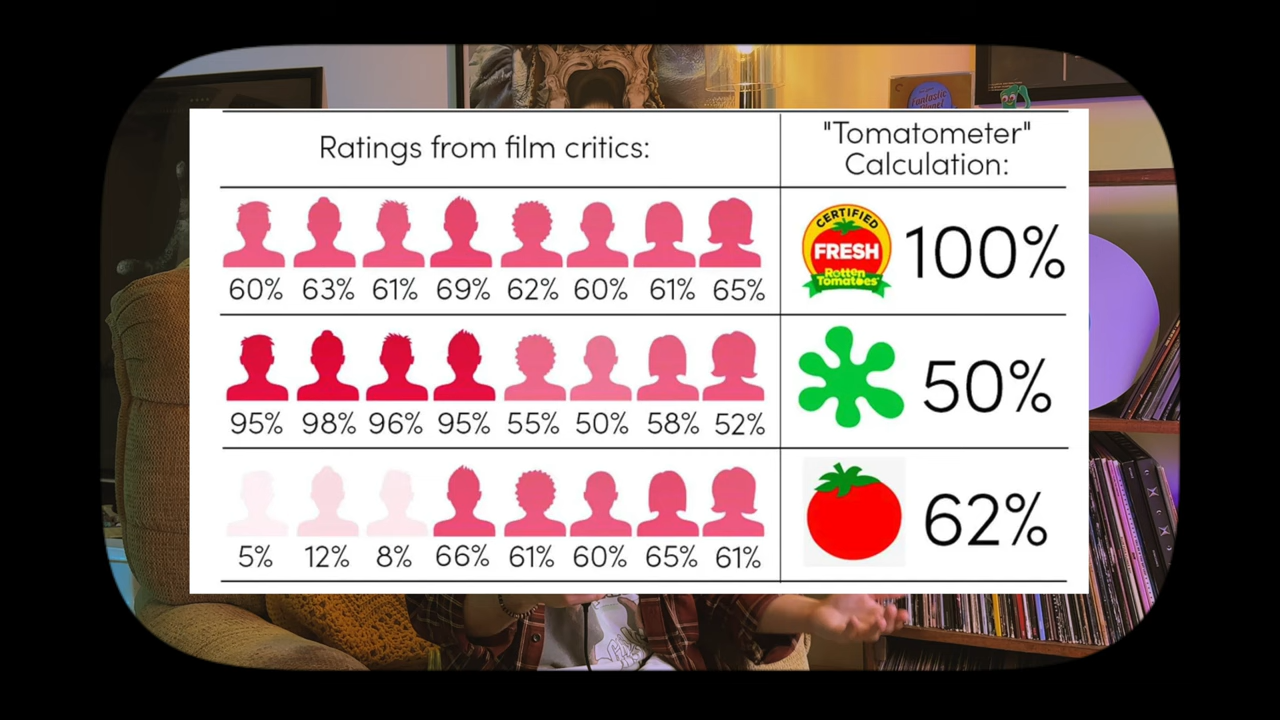 Ratings from film critics:
"Tomatometer"
Calculation:
60% 63% 61% 69% 62% 60% 61% 65%
CERTIFIED
FRESH
Rotten
Tomatoes
100%
95% 98% 96% 95% 55% 50% 58% 52%
50%
5% 12% 8% 66% 61% 60% 65% 61%
62%
Fantastic